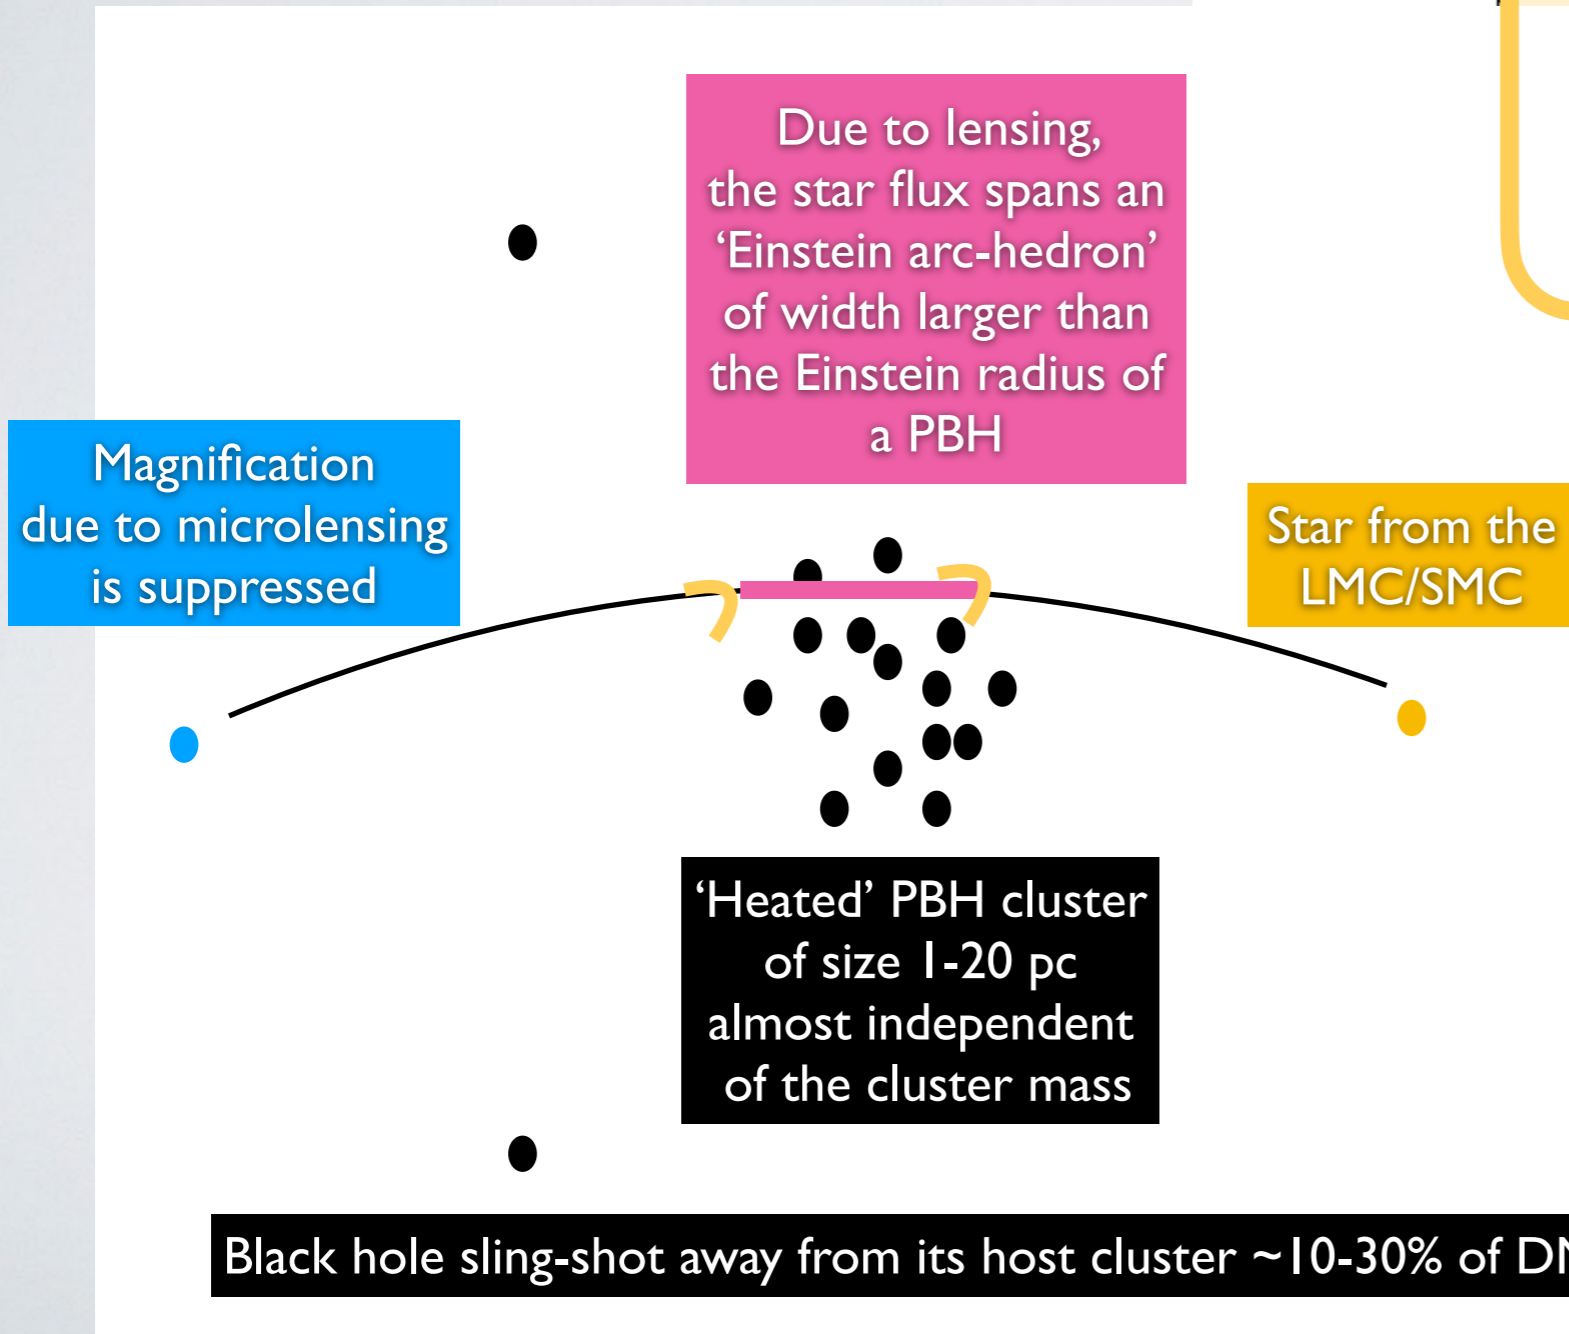 Due to lensing,
the star flux spans an
‘Einstein arc-hedron’
of width larger than
the Einstein radius of
a PBH
Magnification
due to microlensing
is suppressed
Star from the
LMC/SMC
‘Heated’ PBH cluster
of size 1-20 pc
almost independent
of the cluster mass
Black hole sling-shot away from its host cluster ~10-30% of